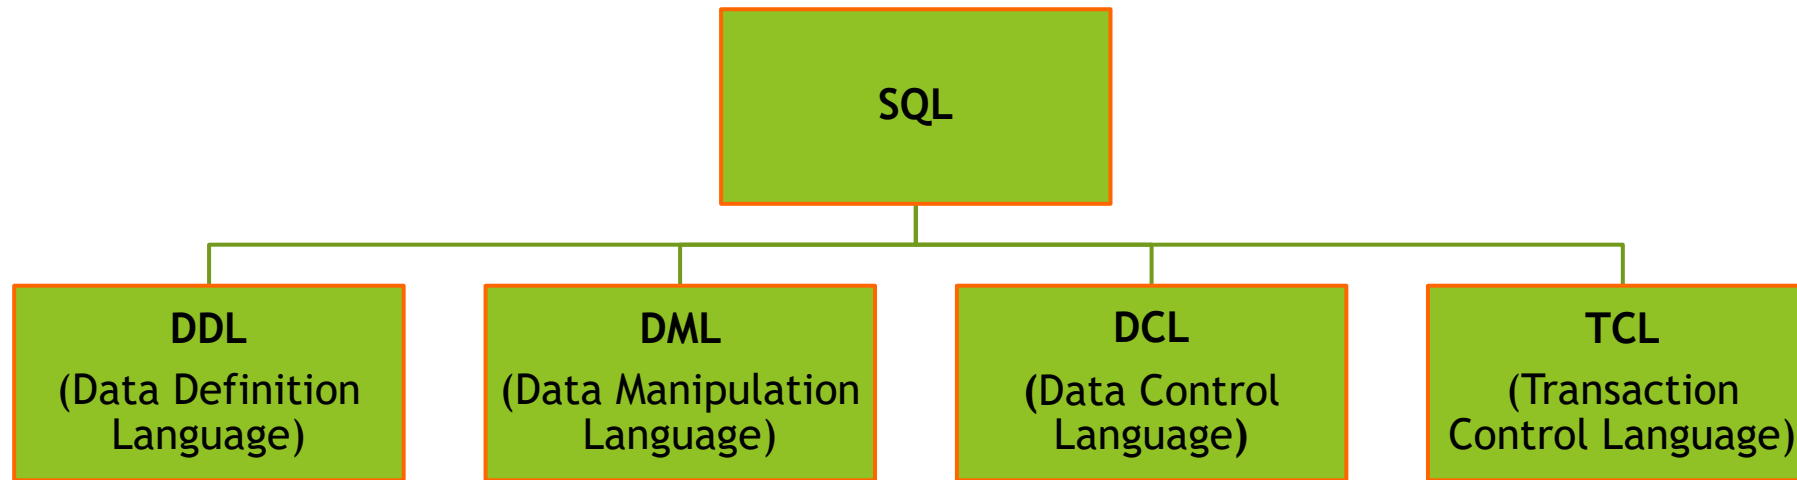 SQL
DDL
(Data Definition
Language)
DML
(Data Manipulation
Language)
DCL
(Data Control
Language)
TCL
(Transaction
Control Language)